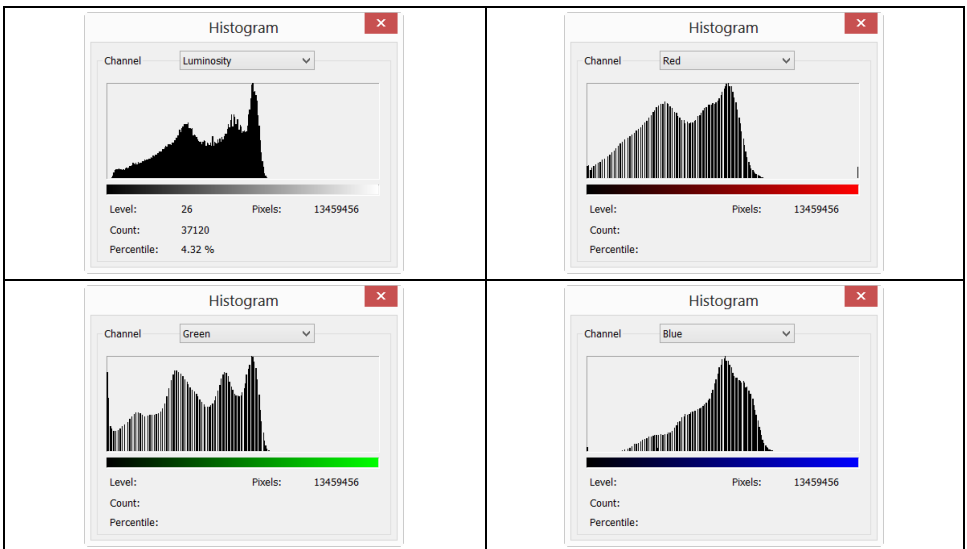 Histogram
Channel Luminosity
Level: 26 Pixels: 13459456
Count: 37120
Percentile: 4.32 %
Histogram
Channel Red
Level: Pixels: 13459456
Count:
Percentile:
Histogram
Channel Green
Level: Pixels: 13459456
Count:
Percentile:
Histogram
Channel Blue
Level: Pixels: 13459456
Count:
Percentile: